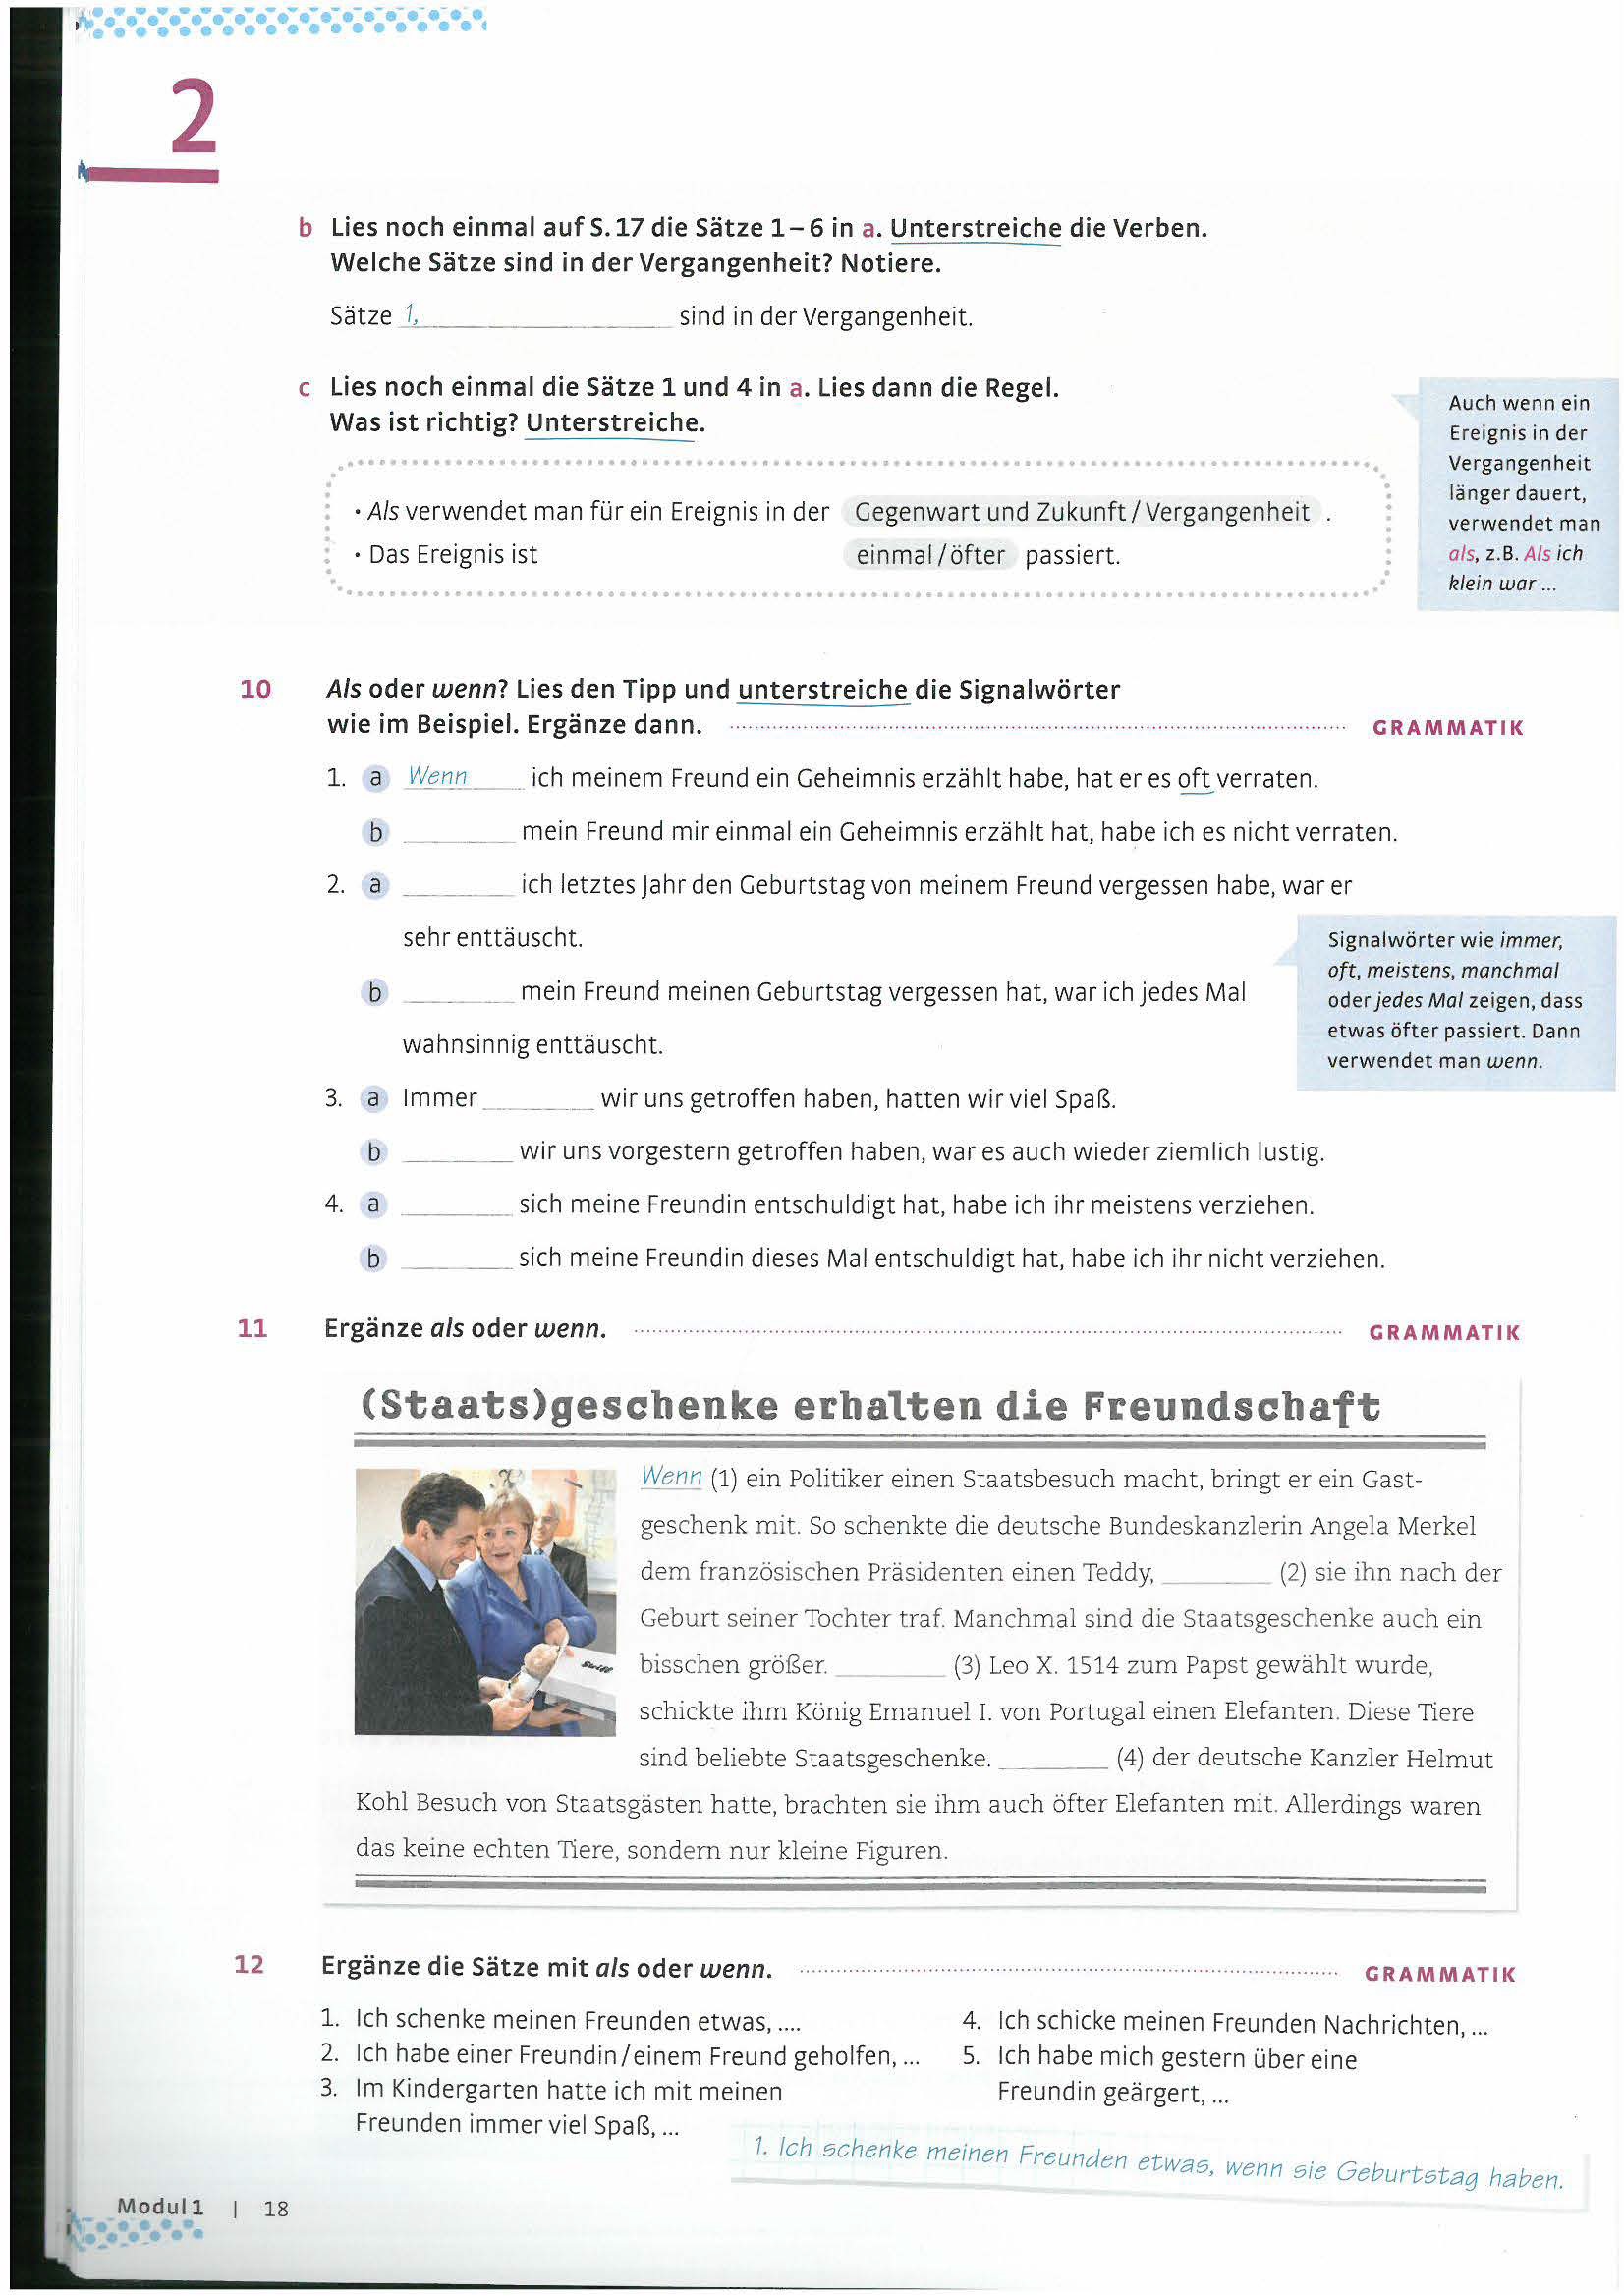 2
b Lies noch einmal auf S. 17 die Sätze 1–6 in a. Unterstreiche die Verben.
Welche Sätze sind in der Vergangenheit? Notiere.
Sätze 1, ____________ sind in der Vergangenheit.
c Lies noch einmal die Sätze 1 und 4 in a. Lies dann die Regel.
Was ist richtig? Unterstreiche.
• Als verwendet man für ein Ereignis in der Gegenwart und Zukunft / Vergangenheit .
• Das Ereignis ist einmal / öfter passiert.
Auch wenn ein
Ereignis in der
Vergangenheit
länger dauert,
verwendet man
als, z.B. Als ich
klein war ...
10 Als oder wenn? Lies den Tipp und unterstreiche die Signalwörter
wie im Beispiel. Ergänze dann. GRAMMATIK
1. a Wenn ich meinem Freund ein Geheimnis erzählt habe, hat er es oft verraten.
b ________ mein Freund mir einmal ein Geheimnis erzählt hat, habe ich es nicht verraten.
2. a ________ ich letztes Jahr den Geburtstag von meinem Freund vergessen habe, war er
sehr enttäuscht.
b ________ mein Freund meinen Geburtstag vergessen hat, war ich jedes Mal
wahnsinnig enttäuscht.
Signalwörter wie immer,
oft, meistens, manchmal
oder jedes Mal zeigen, dass
etwas öfter passiert. Dann
verwendet man wenn.
3. a Immer ________ wir uns getroffen haben, hatten wir viel Spaß.
b ________ wir uns vorgestern getroffen haben, war es auch wieder ziemlich lustig.
4. a ________ sich meine Freundin entschuldigt hat, habe ich ihr meistens verziehen.
b ________ sich meine Freundin dieses Mal entschuldigt hat, habe ich ihr nicht verziehen.
11 Ergänze als oder wenn. GRAMMATIK
(Staats)geschenke erhalten die Freundschaft
Wenn (1) ein Politiker einen Staatsbesuch macht, bringt er ein Gast-
geschenk mit. So schenkte die deutsche Bundeskanzlerin Angela Merkel
dem französischen Präsidenten einen Teddy, ________ (2) sie ihn nach der
Geburt seiner Tochter traf. Manchmal sind die Staatsgeschenke auch ein
bisschen größer. ________ (3) Leo X. 1514 zum Papst gewählt wurde,
schickte ihm König Emanuel I. von Portugal einen Elefanten. Diese Tiere
sind beliebte Staatsgeschenke. ________ (4) der deutsche Kanzler Helmut
Kohl Besuch von Staatsgästen hatte, brachten sie ihm auch öfter Elefanten mit. Allerdings waren
das keine echten Tiere, sondern nur kleine Figuren.
Steiff
12 Ergänze die Sätze mit als oder wenn. GRAMMATIK
1. Ich schenke meinen Freunden etwas, ....
2. Ich habe einer Freundin / einem Freund geholfen, ...
3. Im Kindergarten hatte ich mit meinen
Freunden immer viel Spaß, ...
4. Ich schicke meinen Freunden Nachrichten, ...
5. Ich habe mich gestern über eine
Freundin geärgert, ...
1. Ich schenke meinen Freunden etwas, wenn sie Geburtstag haben.
Modul 1 | 18